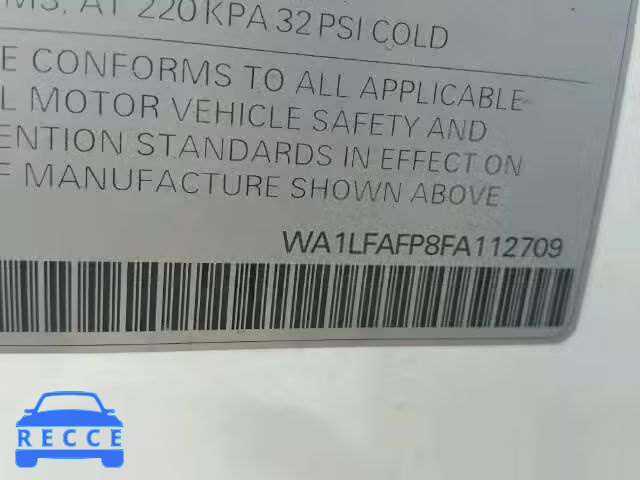 MS, AT 220 KPA 32 PSI COLD
E CONFORMS TO ALL APPLICABLE
L MOTOR VEHICLE SAFETY AND
ENTION STANDARDS IN EFFECT ON
F MANUFACTURE SHOWN ABOVE
WA1LFAFP8FA112709
RECCE